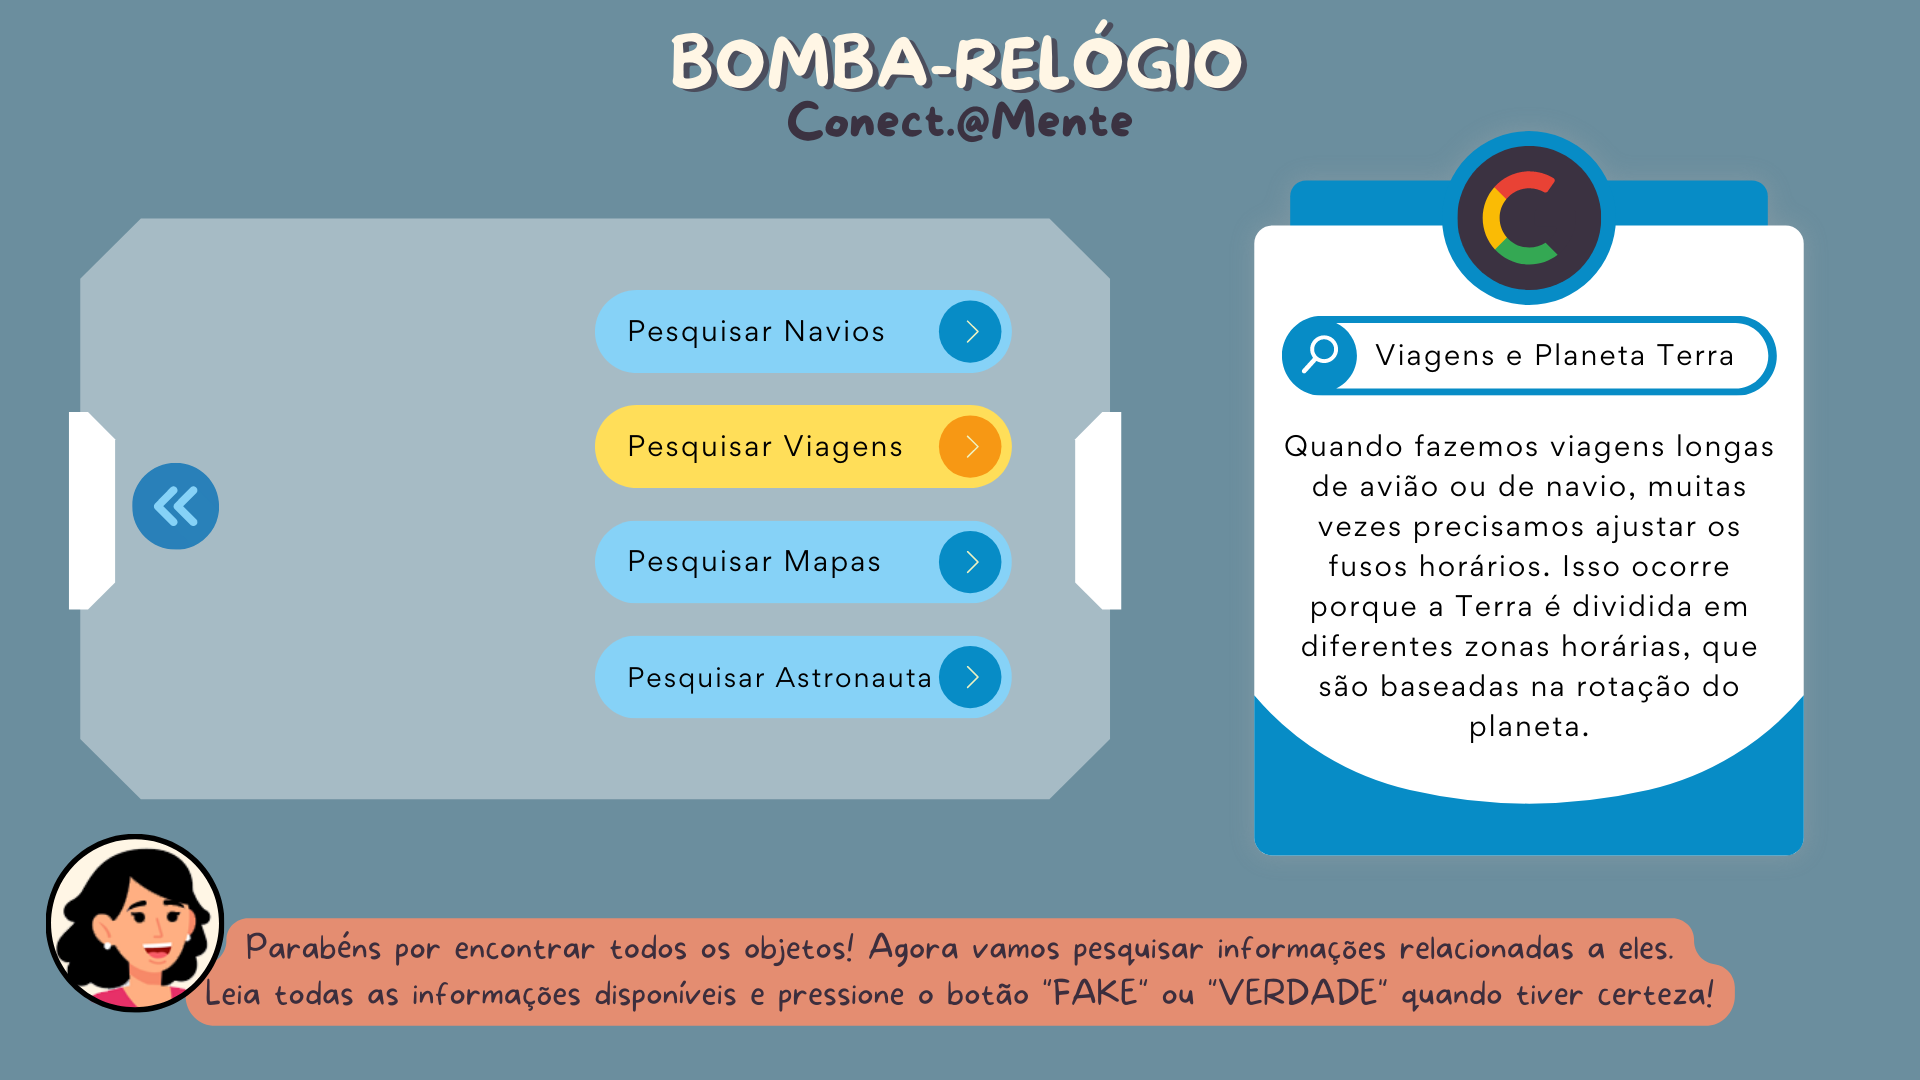 BOMBA-RELÓGIO
Conect.@Mente
Pesquisar Navios
Pesquisar Viagens
Pesquisar Mapas
Pesquisar Astronauta
Viagens e Planeta Terra
Quando fazemos viagens longas
de avião ou de navio, muitas
vezes precisamos ajustar os
fusos horários. Isso ocorre
porque a Terra é dividida em
diferentes zonas horárias, que
são baseadas na rotação do
planeta.
Parabéns por encontrar todos os objetos! Agora vamos pesquisar informações relacionadas a eles.
Leia todas as informações disponíveis e pressione o botão "FAKE" ou "VERDADE" quando tiver certeza!